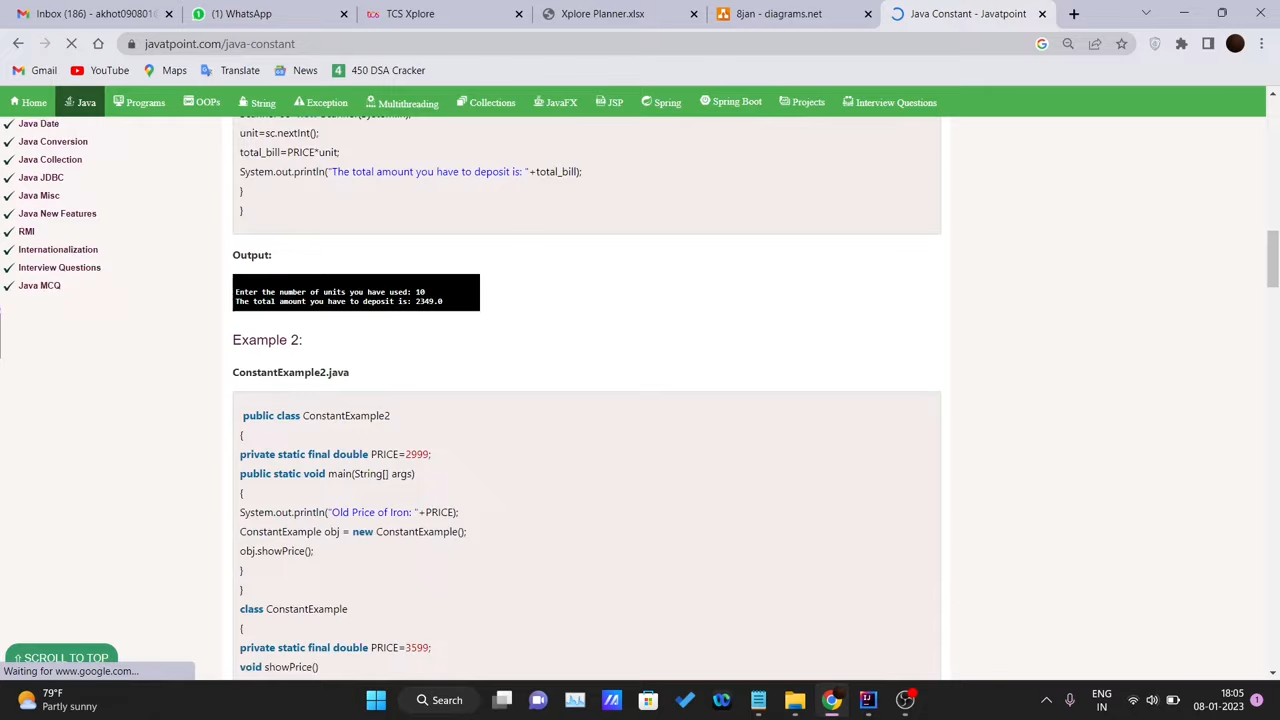 Inbox (186) - akhot090801@
(1) WhatsApp
TCS Xplore
Xplore Planner.xlsx
8jan - diagrams.net
Java Constant - Javatpoint
javatpoint.com/java-constant
Gmail
YouTube
Maps
Translate
News
4 450 DSA Cracker
Home
Java
Programs
OOPs
String
Exception
Multithreading
Collections
JavaFX
JSP
Spring
Spring Boot
Projects
Interview Questions
Java Date
Java Conversion
Java Collection
Java JDBC
Java Misc
Java New Features
RMI
Internationalization
Interview Questions
Java MCQ
unit=sc.nextInt();
total_bill=PRICE*unit;
System.out.println("The total amount you have to deposit is: "+total_bill);
}
}
Output:
Enter the number of units you have used: 10
The total amount you have to deposit is: 2349.0
Example 2:
ConstantExample2.java
public class ConstantExample2
{
private static final double PRICE=2999;
public static void main(String[] args)
{
System.out.println("Old Price of Iron: "+PRICE);
ConstantExample obj = new ConstantExample();
obj.showPrice();
}
}
class ConstantExample
{
private static final double PRICE=3599;
void showPrice()
⇧ SCROLL TO TOP
Waiting for www.google.com...
79°F
Partly sunny
Search
ENG
IN
18:05
08-01-2023
1